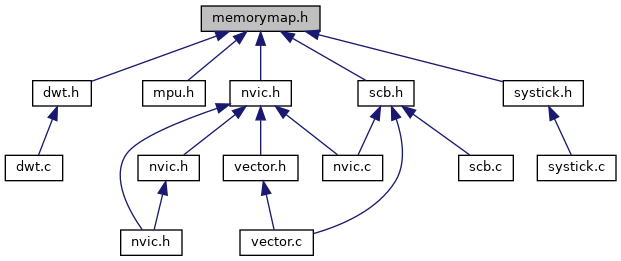 memorymap.h
dwt.h
mpu.h
nvic.h
scb.h
systick.h
dwt.c
nvic.h
vector.h
nvic.c
scb.c
systick.c
nvic.h
vector.c